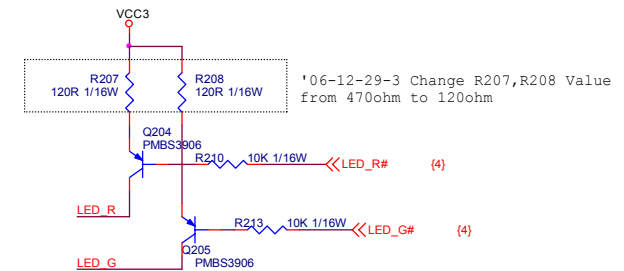 VCC3
R207
120R 1/16W
R208
120R 1/16W
'06-12-29-3 Change R207,R208 Value
from 470ohm to 120ohm
Q204
PMBS3906
R210 10K 1/16W LED_R# {4}
LED_R
R213 10K 1/16W LED_G# {4}
Q205
PMBS3906
LED_G